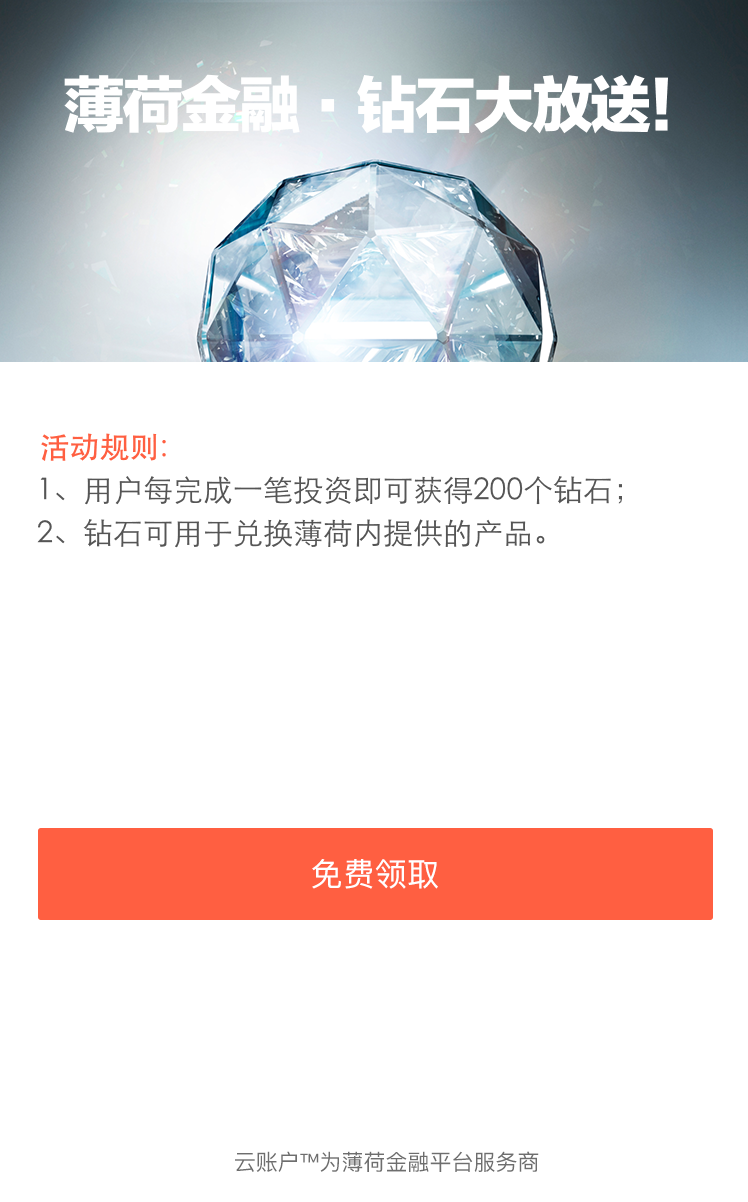 薄荷金融·钻石大放送!
活动规则:
1、用户每完成一笔投资即可获得200个钻石;
2、钻石可用于兑换薄荷内提供的产品。
免费领取
云账户™为薄荷金融平台服务商